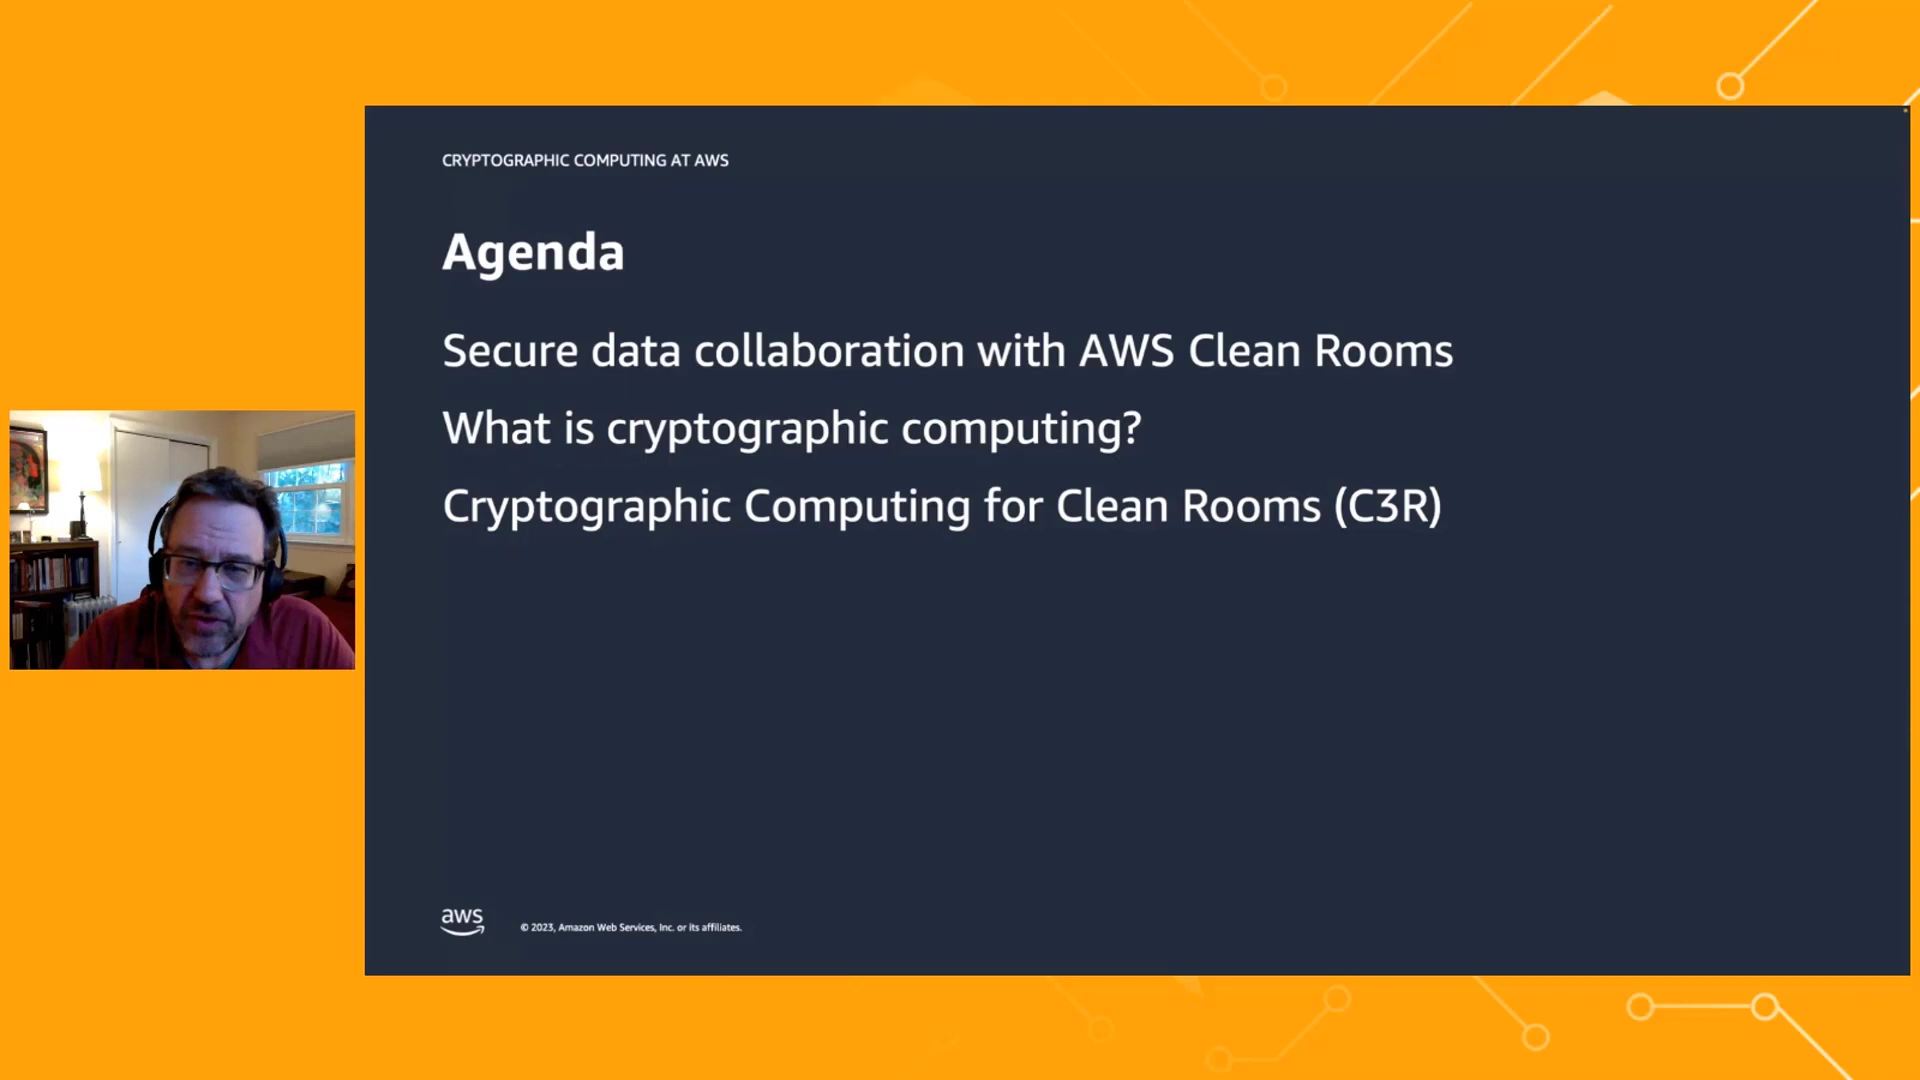 CRYPTOGRAPHIC COMPUTING AT AWS
Agenda
Secure data collaboration with AWS Clean Rooms
What is cryptographic computing?
Cryptographic Computing for Clean Rooms (C3R)
aws
© 2023, Amazon Web Services, Inc. or its affiliates.